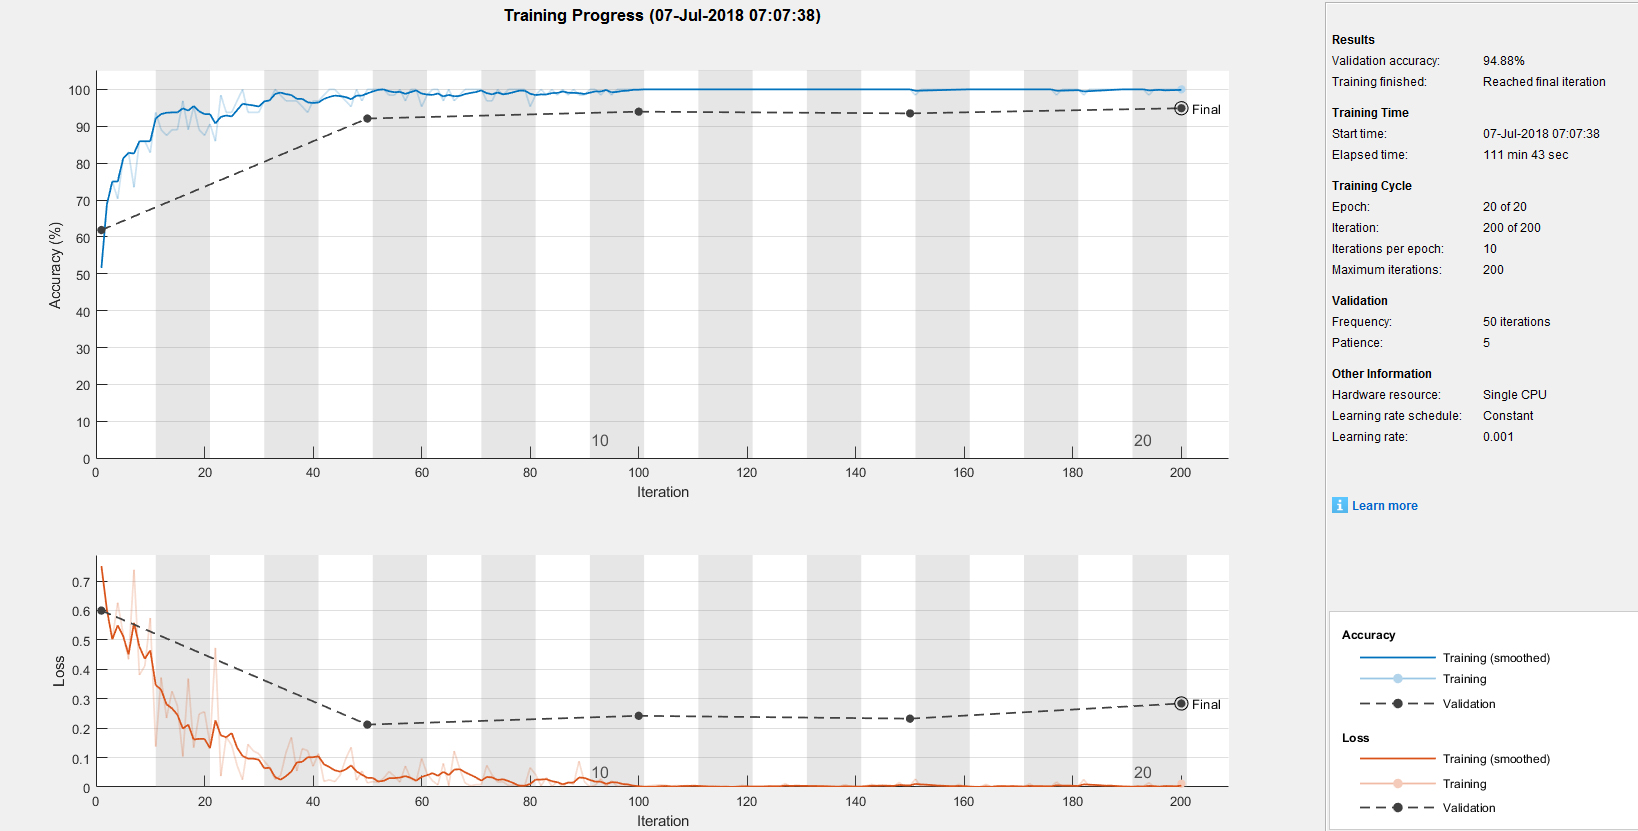 Training Progress (07-Jul-2018 07:07:38)
100
90
80
70
60
50
40
30
20
10
0
Accuracy (%)
10
20
Final
0 20 40 60 80 100 120 140 160 180 200
Iteration
0.7
0.6
0.5
0.4
0.3
0.2
0.1
0
Loss
10
20
Final
0 20 40 60 80 100 120 140 160 180 200
Iteration
Results
Validation accuracy: 94.88%
Training finished: Reached final iteration
Training Time
Start time: 07-Jul-2018 07:07:38
Elapsed time: 111 min 43 sec
Training Cycle
Epoch: 20 of 20
Iteration: 200 of 200
Iterations per epoch: 10
Maximum iterations: 200
Validation
Frequency: 50 iterations
Patience: 5
Other Information
Hardware resource: Single CPU
Learning rate schedule: Constant
Learning rate: 0.001
i Learn more
Accuracy
Training (smoothed)
Training
Validation
Loss
Training (smoothed)
Training
Validation